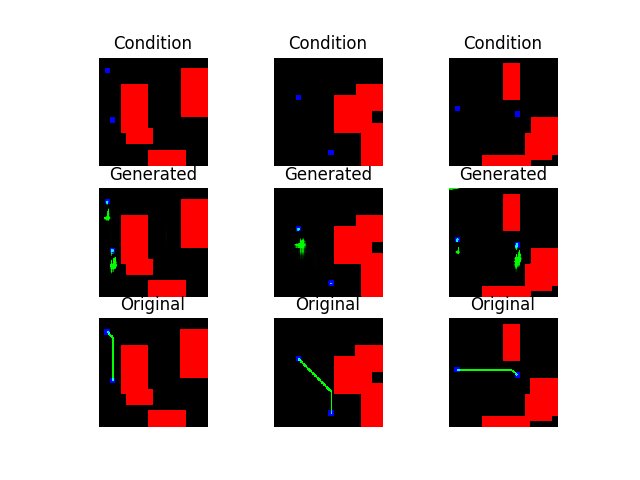 Condition Condition Condition
Generated Generated Generated
Original Original Original